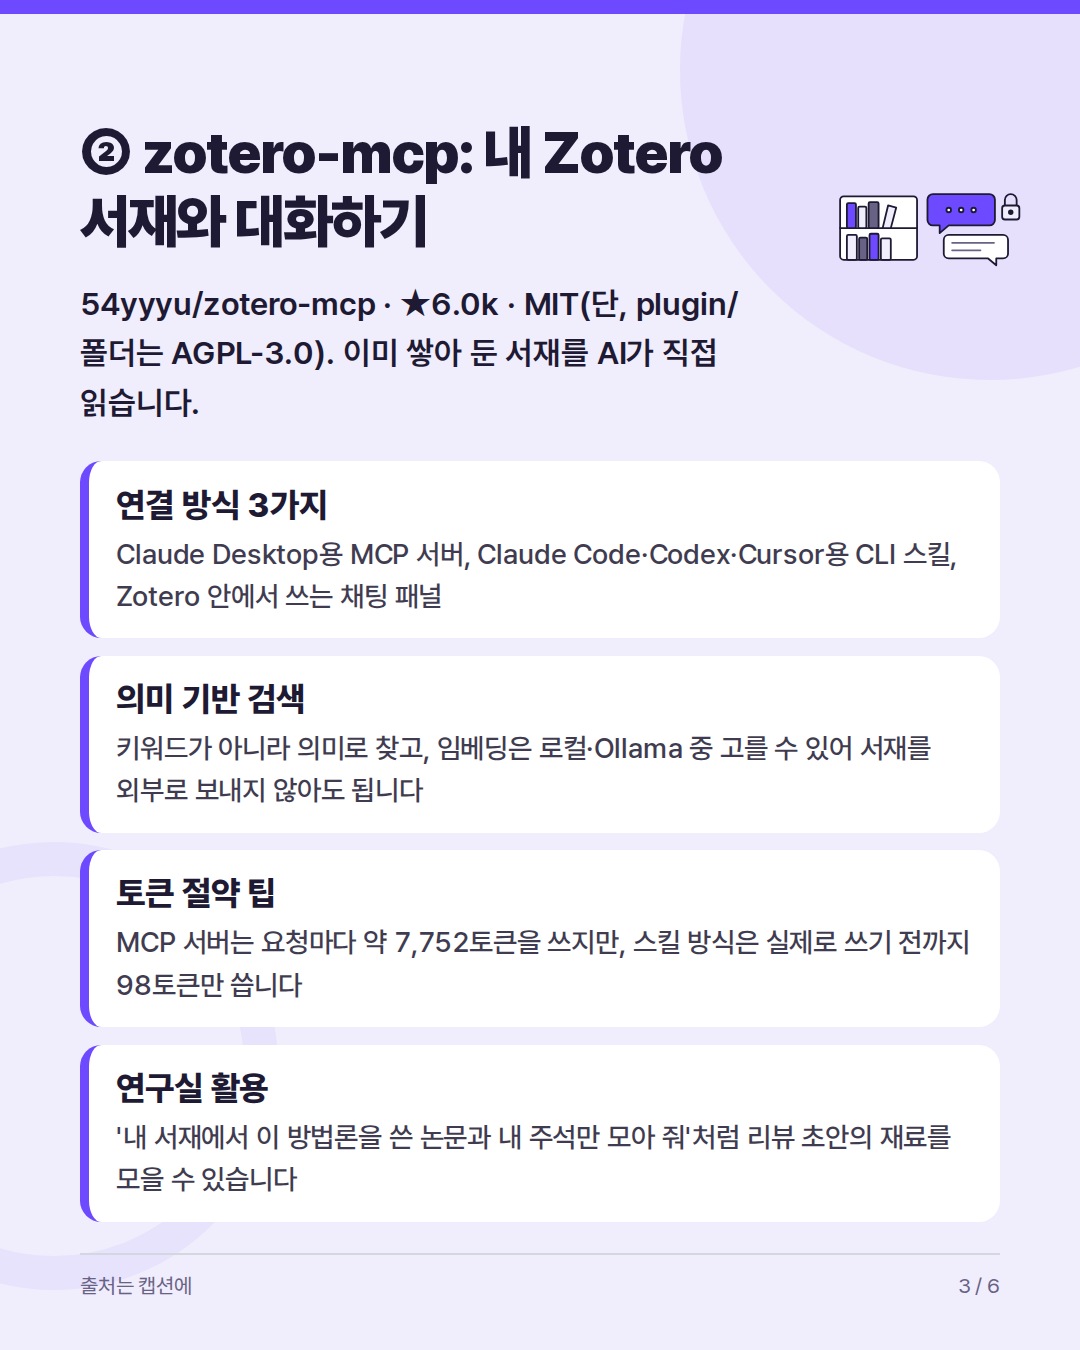 ② zotero-mcp: 내 Zotero
서재와 대화하기
54yyyu/zotero-mcp · ★6.0k · MIT(단, plugin/
폴더는 AGPL-3.0). 이미 쌓아 둔 서재를 AI가 직접
읽습니다.
연결 방식 3가지
Claude Desktop용 MCP 서버, Claude Code·Codex·Cursor용 CLI 스킬,
Zotero 안에서 쓰는 채팅 패널
의미 기반 검색
키워드가 아니라 의미로 찾고, 임베딩은 로컬·Ollama 중 고를 수 있어 서재를
외부로 보내지 않아도 됩니다
토큰 절약 팁
MCP 서버는 요청마다 약 7,752토큰을 쓰지만, 스킬 방식은 실제로 쓰기 전까지
98토큰만 씁니다
연구실 활용
'내 서재에서 이 방법론을 쓴 논문과 내 주석만 모아 줘'처럼 리뷰 초안의 재료를
모을 수 있습니다
출처는 캡션에
3 / 6